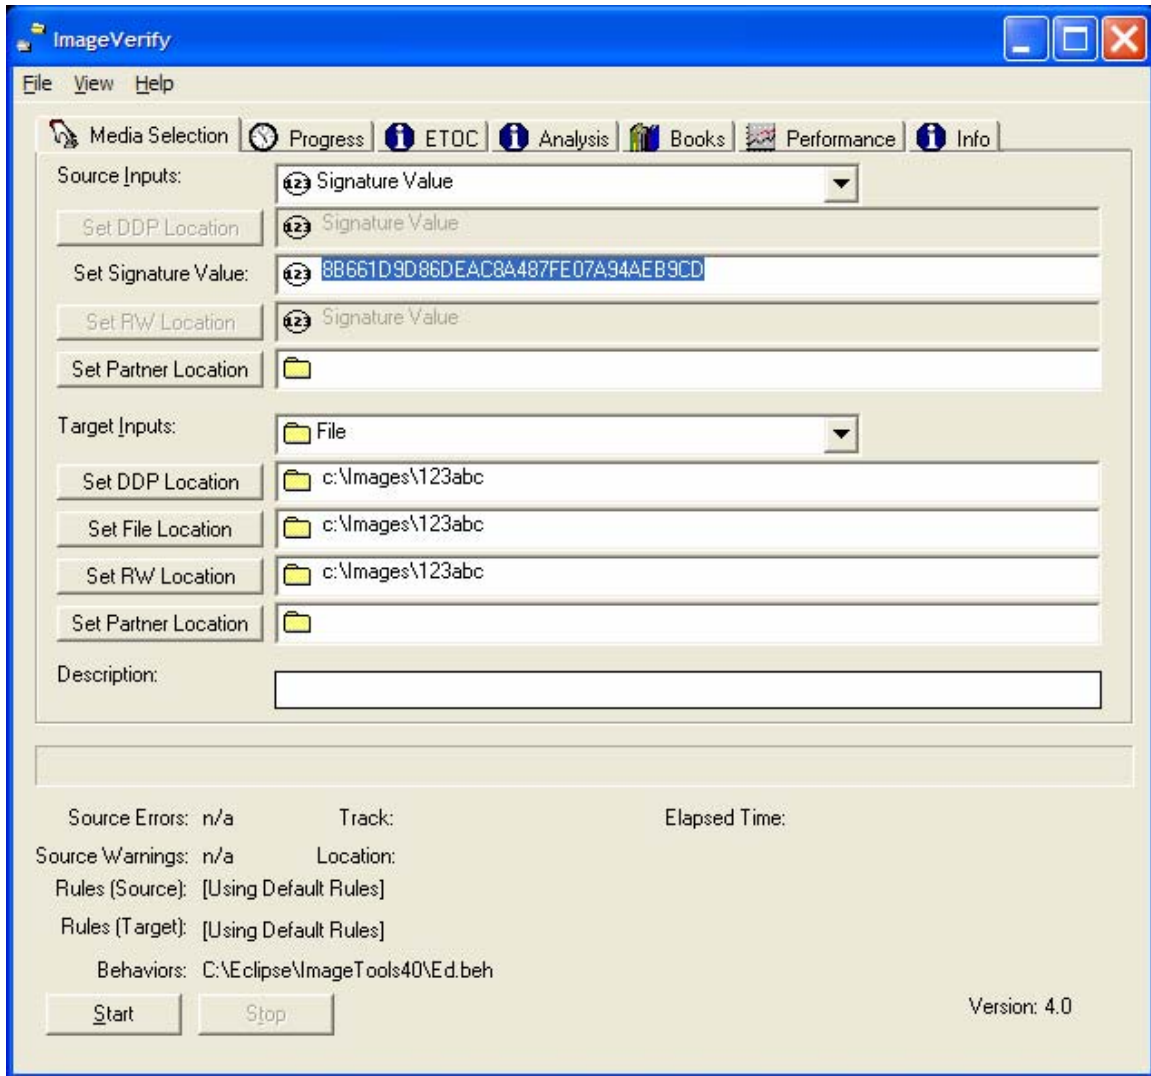 ImageVerify
File View Help
Media Selection Progress ETOC Analysis Books Performance Info
Source Inputs: 123 Signature Value
Set DDP Location 123 Signature Value
Set Signature Value: 123 8B661D9D86DEAC8A487FE07A94AEB9CD
Set RW Location 123 Signature Value
Set Partner Location
Target Inputs: File
Set DDP Location c:\Images\123abc
Set File Location c:\Images\123abc
Set RW Location c:\Images\123abc
Set Partner Location
Description:
Source Errors: n/a Track: Elapsed Time:
Source Warnings: n/a Location:
Rules (Source): [Using Default Rules]
Rules (Target): [Using Default Rules]
Behaviors: C:\Eclipse\ImageTools40\Ed.beh
Start Stop Version: 4.0